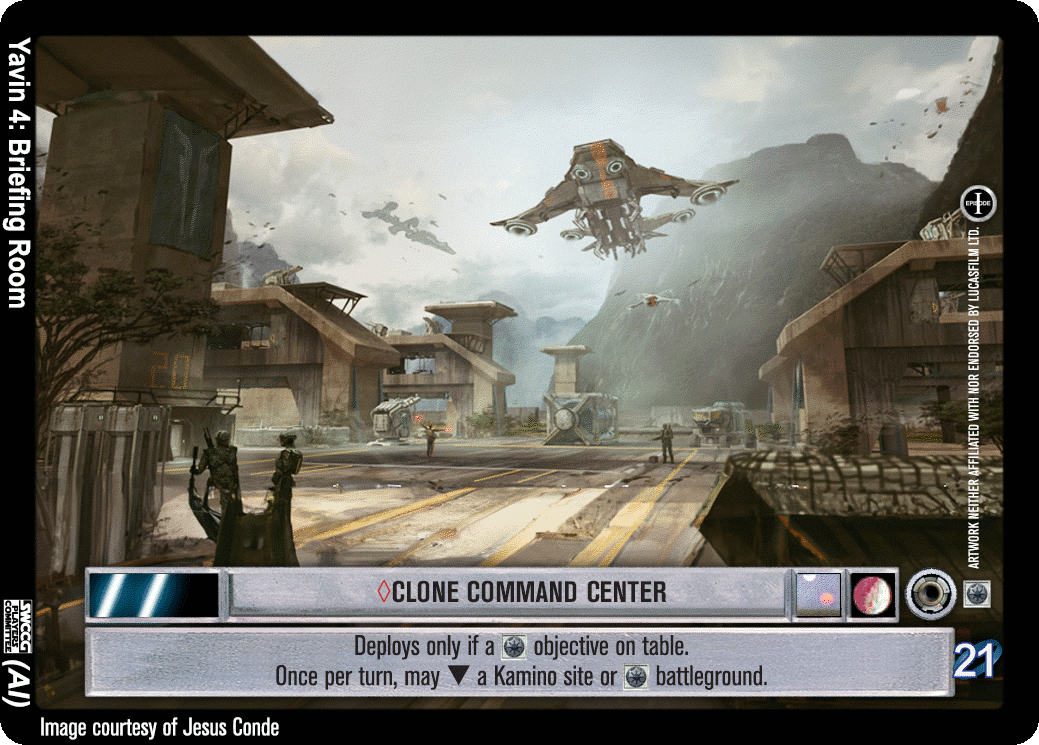 Yavin 4: Briefing Room
EPISODE
I
ARTWORK NEITHER AFFILIATED WITH NOR ENDORSED BY LUCASFILM LTD.
20
◊CLONE COMMAND CENTER
Deploys only if a objective on table.
Once per turn, may ▼ a Kamino site or battleground.
21
SWCCG
PLAYERS
COMMITTEE
(AI)
Image courtesy of Jesus Conde